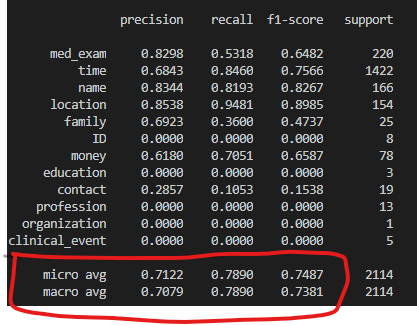 precision recall f1-score support
med_exam 0.8298 0.5318 0.6482 220
time 0.6843 0.8460 0.7566 1422
name 0.8344 0.8193 0.8267 166
location 0.8538 0.9481 0.8985 154
family 0.6923 0.3600 0.4737 25
ID 0.0000 0.0000 0.0000 8
money 0.6180 0.7051 0.6587 78
education 0.0000 0.0000 0.0000 3
contact 0.2857 0.1053 0.1538 19
profession 0.0000 0.0000 0.0000 13
organization 0.0000 0.0000 0.0000 1
clinical_event 0.0000 0.0000 0.0000 5
micro avg 0.7122 0.7890 0.7487 2114
macro avg 0.7079 0.7890 0.7381 2114